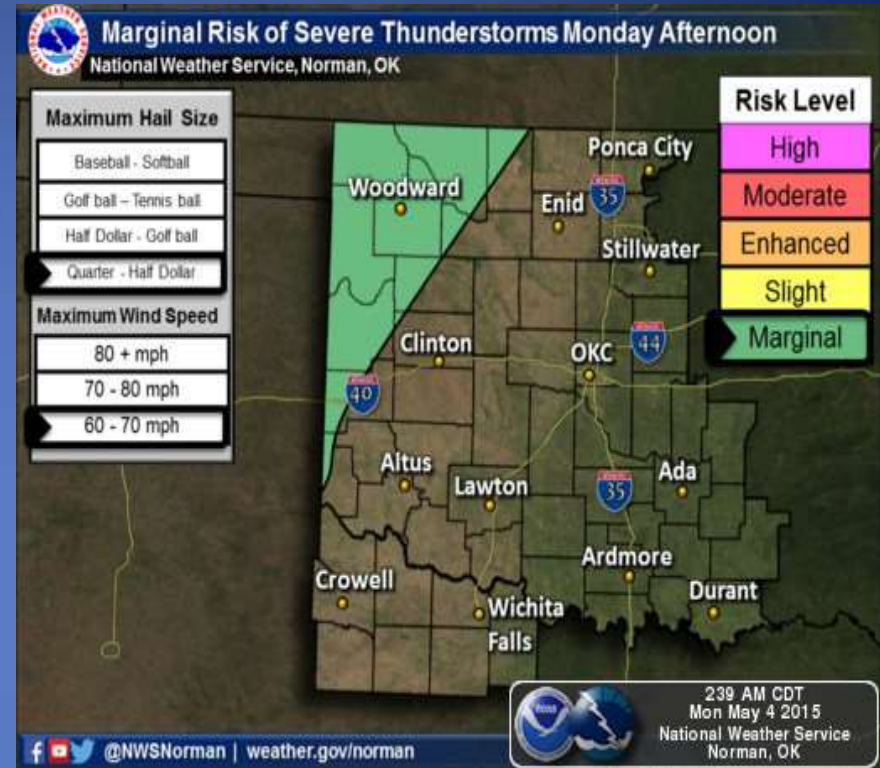 Marginal Risk of Severe Thunderstorms Monday Afternoon
National Weather Service, Norman, OK
Maximum Hail Size
Baseball - Softball
Golf ball – Tennis ball
Half Dollar - Golf ball
Quarter - Half Dollar
Maximum Wind Speed
80 + mph
70 - 80 mph
60 - 70 mph
Risk Level
High
Moderate
Enhanced
Slight
Marginal
Ponca City
Woodward
35
Enid
Stillwater
Clinton
44
OKC
40
Altus
Ada
Lawton
35
Ardmore
Crowell
Durant
Wichita
Falls
239 AM CDT
Mon May 4 2015
National Weather Service
Norman, OK
@NWSNorman | weather.gov/norman